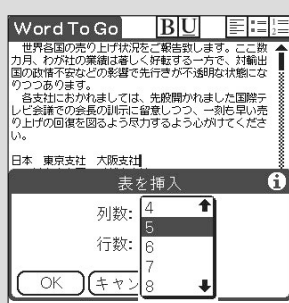 Word To Go B U
世界各国の売り上げ状況をご報告致します。ここ数
カ月、わが社の業績は著しく好転する一方で、対輸出
国の政情不安などの影響で先行きが不透明な状態にな
りつつあります。
各支社におかれましては、先般開かれました国際テ
レビ会議での会長の訓示に留意しつつ、一刻も早い売
り上げの回復を図るよう尽力するよう心がけてくださ
い。
日本 東京支社 大阪支社
表を挿入
列数: 4
5
行数: 6
7
OK キャン 8